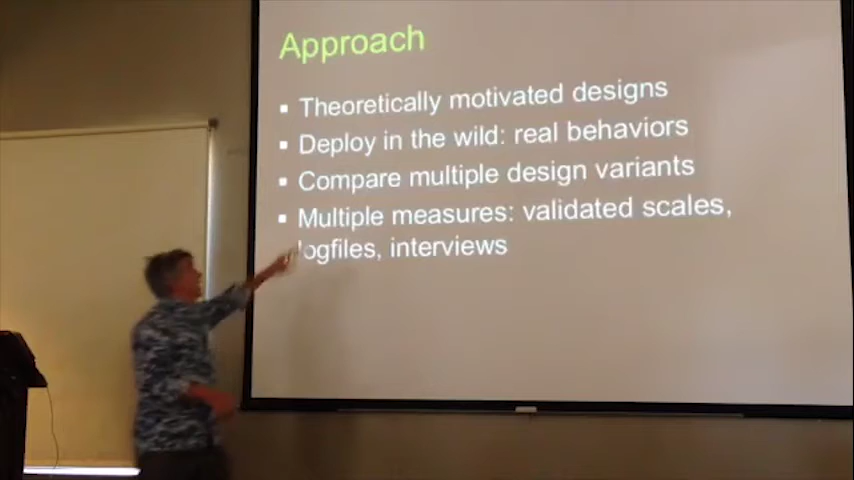 Approach
▪ Theoretically motivated designs
▪ Deploy in the wild: real behaviors
▪ Compare multiple design variants
▪ Multiple measures: validated scales,
logfiles, interviews